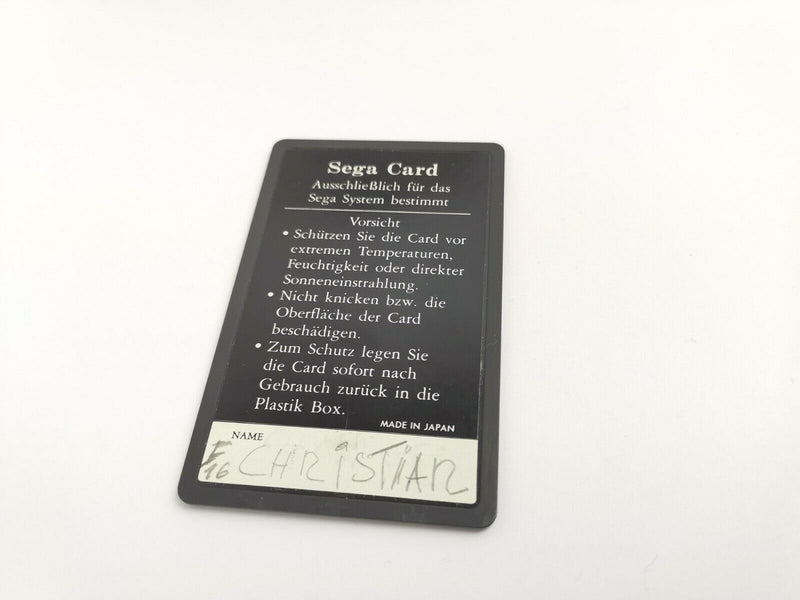 Sega Card
Ausschließlich für das
Sega System bestimmt
Vorsicht
• Schützen Sie die Card vor
extremen Temperaturen,
Feuchtigkeit oder direkter
Sonneneinstrahlung.
• Nicht knicken bzw. die
Oberfläche der Card
beschädigen.
• Zum Schutz legen Sie
die Card sofort nach
Gebrauch zurück in die
Plastik Box.
MADE IN JAPAN
NAME
F
16 CHRiSTiAN